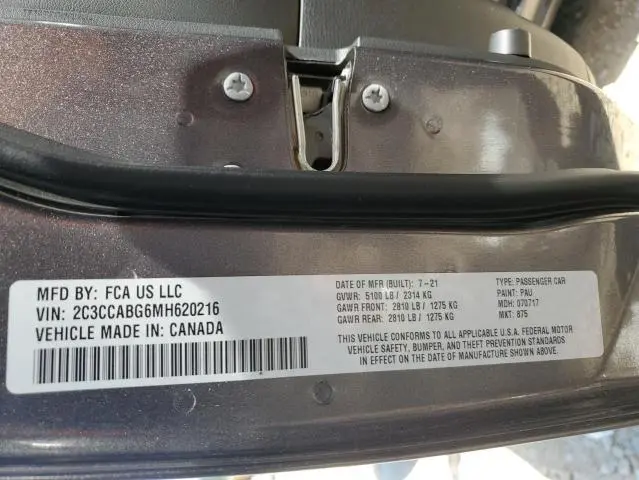 MFD BY: FCA US LLC
VIN: 2C3CCABG6MH620216
VEHICLE MADE IN: CANADA
DATE OF MFR (BUILT): 7-21
GVWR: 5100 LB / 2314 KG
GAWR FRONT: 2810 LB / 1275 KG
GAWR REAR: 2810 LB / 1275 KG
TYPE: PASSENGER CAR
PAINT: PAU
MDH: 070717
MKT: 875
THIS VEHICLE CONFORMS TO ALL APPLICABLE U.S.A. FEDERAL MOTOR
VEHICLE SAFETY, BUMPER, AND THEFT PREVENTION STANDARDS
IN EFFECT ON THE DATE OF MANUFACTURE SHOWN ABOVE.